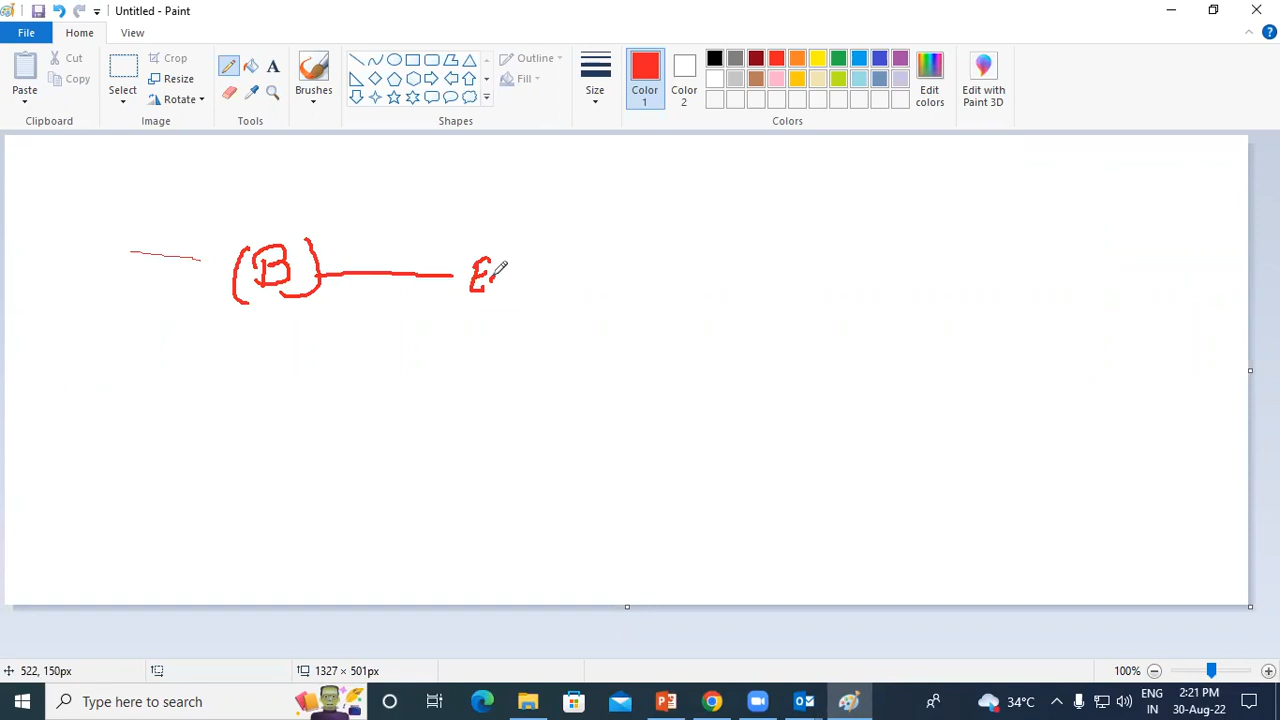 Untitled - Paint
File Home View
Paste
Cut
Copy
Clipboard
Select
Crop
Resize
Rotate
Image
Tools
Brushes
Outline
Fill
Shapes
Size
Color 1
Color 2
Edit colors
Colors
Edit with Paint 3D
(B) E
522, 150px 1327 × 501px 100%
Type here to search
34°C
ENG
IN
2:21 PM
30-Aug-22